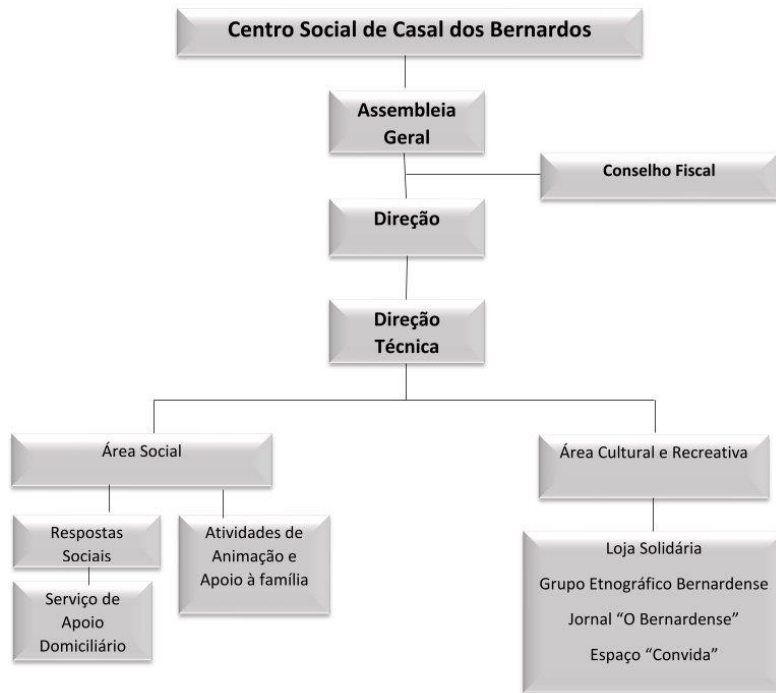 Centro Social de Casal dos Bernardos
Assembleia
Geral
Conselho Fiscal
Direção
Direção
Técnica
Área Social
Área Cultural e Recreativa
Respostas
Sociais
Atividades de
Animação e
Apoio à família
Serviço de
Apoio
Domiciliário
Loja Solidária
Grupo Etnográfico Bernardense
Jornal “O Bernardense”
Espaço “Convida”